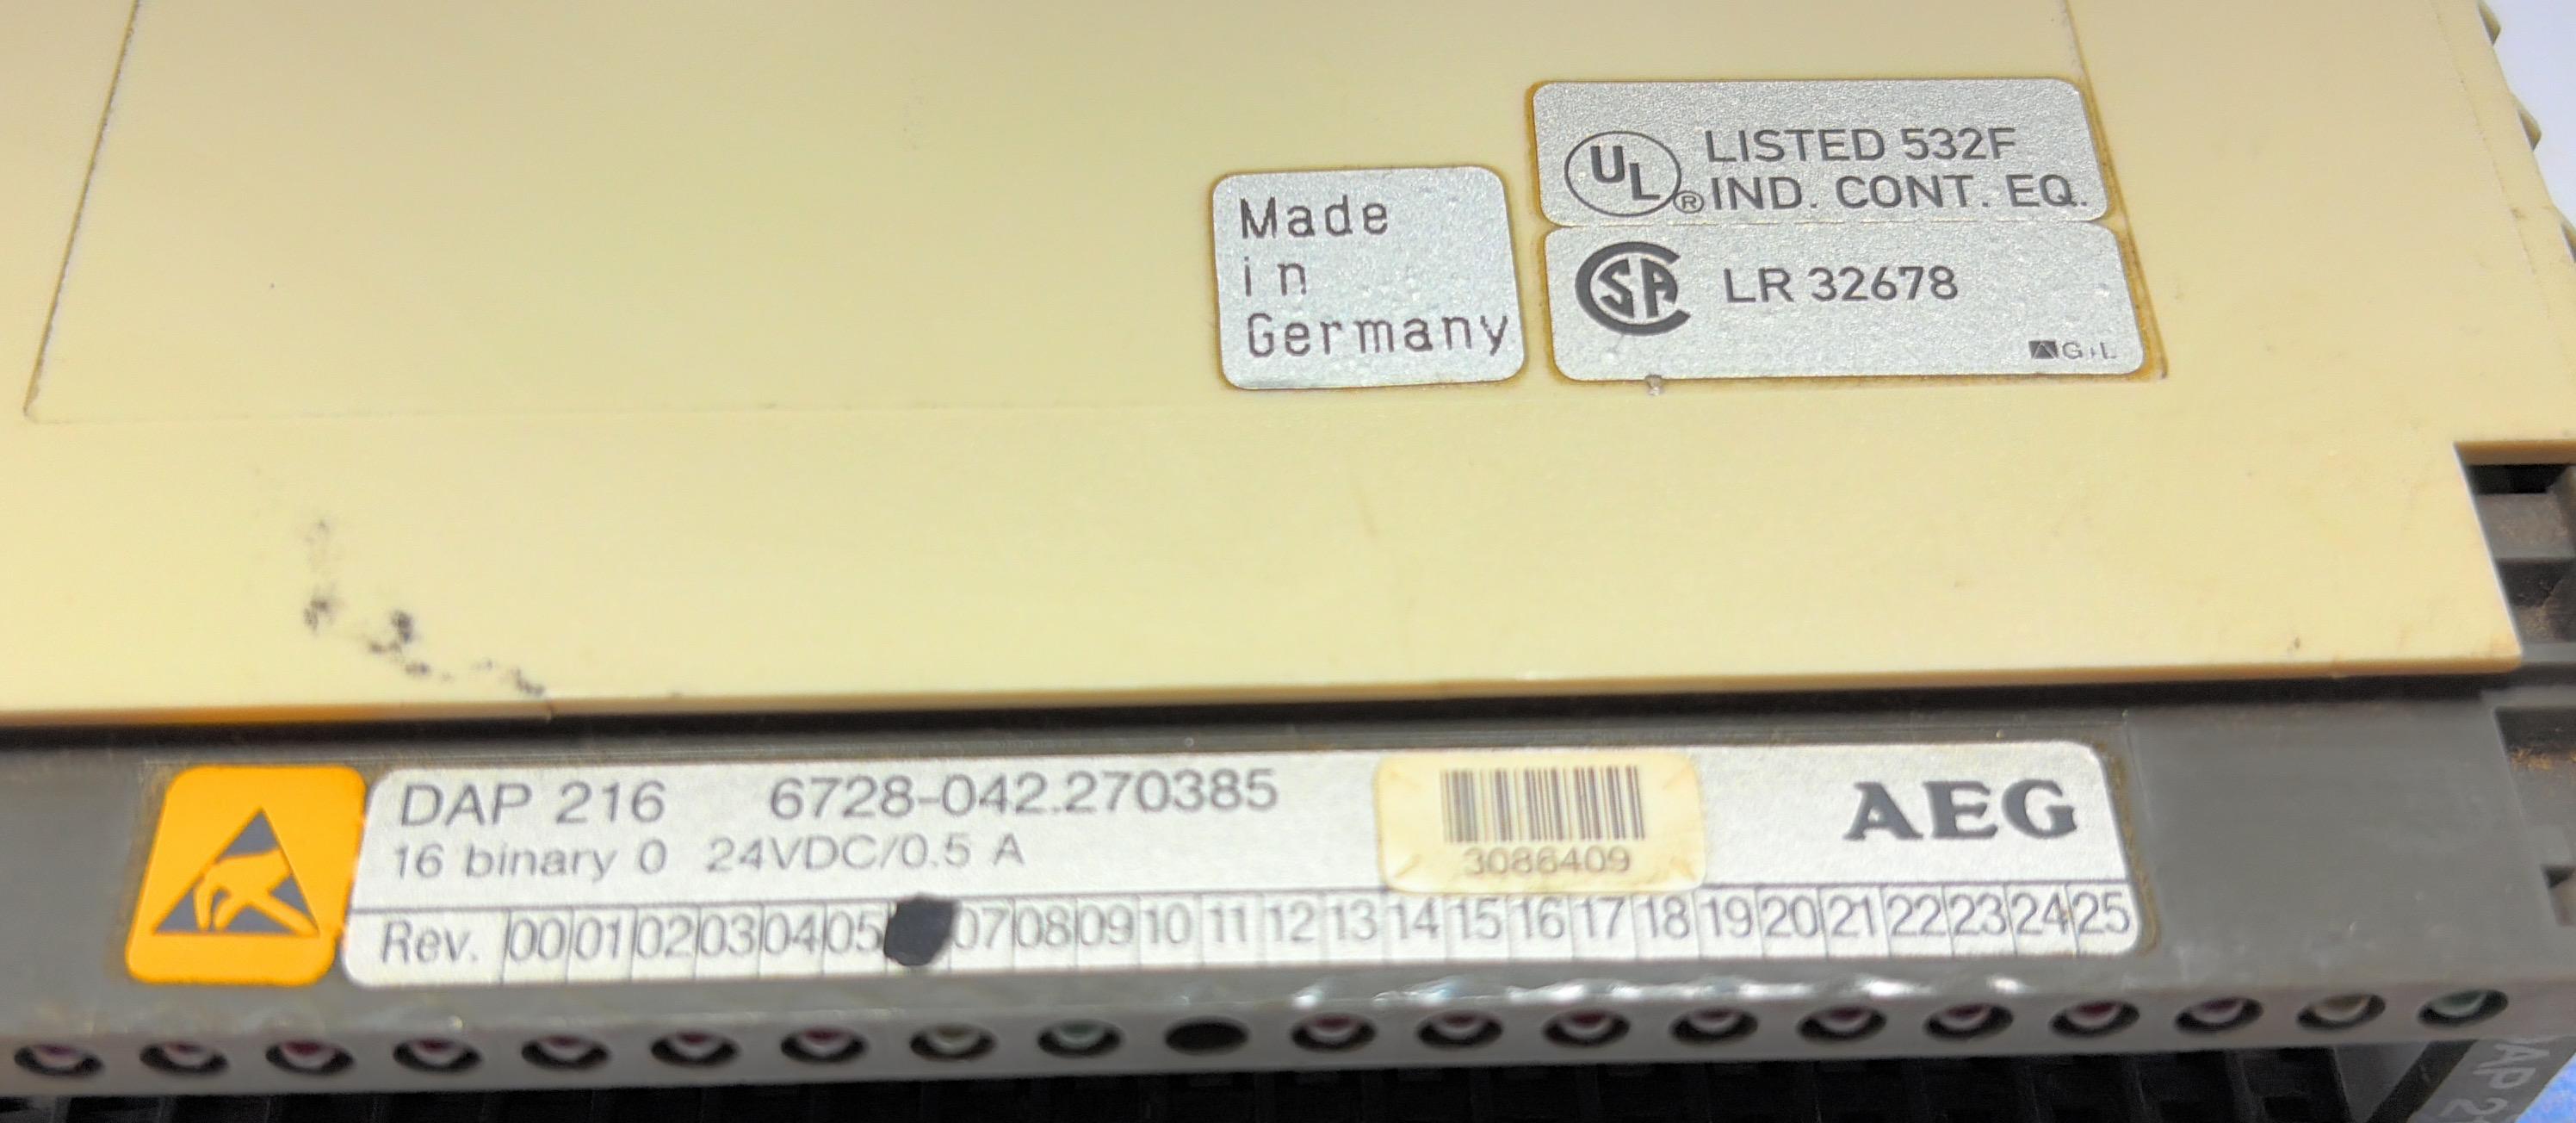 UL LISTED 532F
® IND. CONT. EQ.
Made
in
Germany
CSA LR 32678
G+L
DAP 216 6728-042.270385
16 binary 0 24VDC/0.5 A
3086409
AEG
Rev. 00 01 02 03 04 05 07 08 09 10 11 12 13 14 15 16 17 18 19 20 21 22 23 24 25